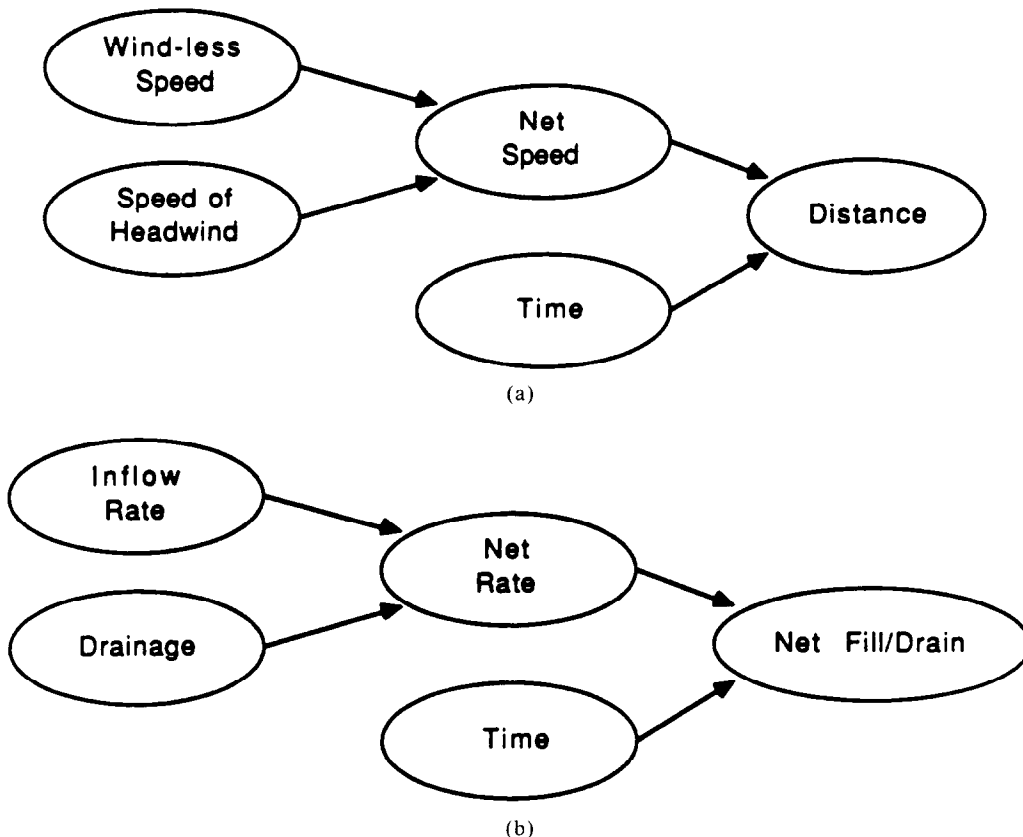 Wind-less
Speed
Net
Speed
Speed of
Headwind
Distance
Time
(a)
Inflow
Rate
Net
Rate
Drainage
Net Fill/Drain
Time
(b)